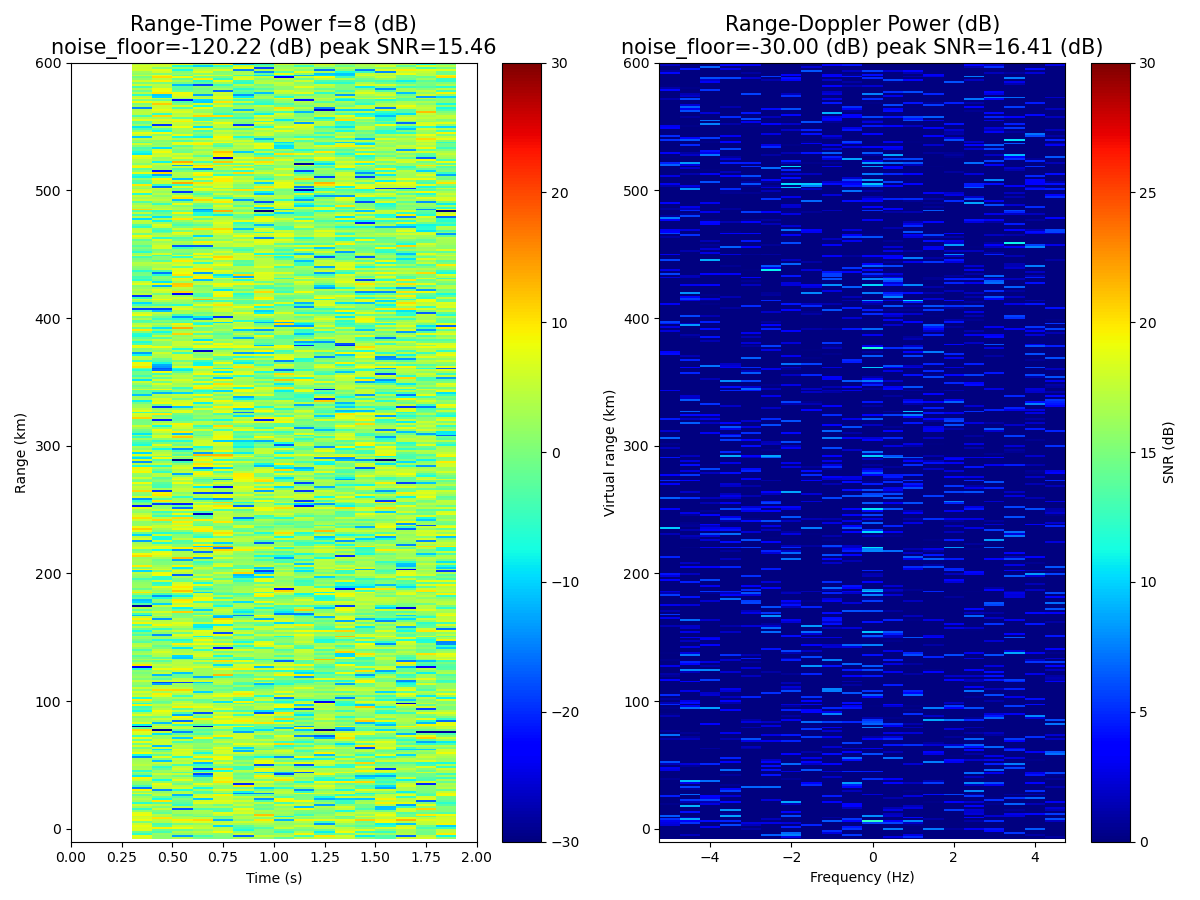 Range-Time Power f=8 (dB)
noise_floor=-120.22 (dB) peak SNR=15.46
Range-Doppler Power (dB)
noise_floor=-30.00 (dB) peak SNR=16.41 (dB)
600
500
400
300
200
100
0
Range (km)
0.00 0.25 0.50 0.75 1.00 1.25 1.50 1.75 2.00
Time (s)
30
20
10
0
−10
−20
−30
600
500
400
300
200
100
0
Virtual range (km)
−4 −2 0 2 4
Frequency (Hz)
30
25
20
15
10
5
0
SNR (dB)